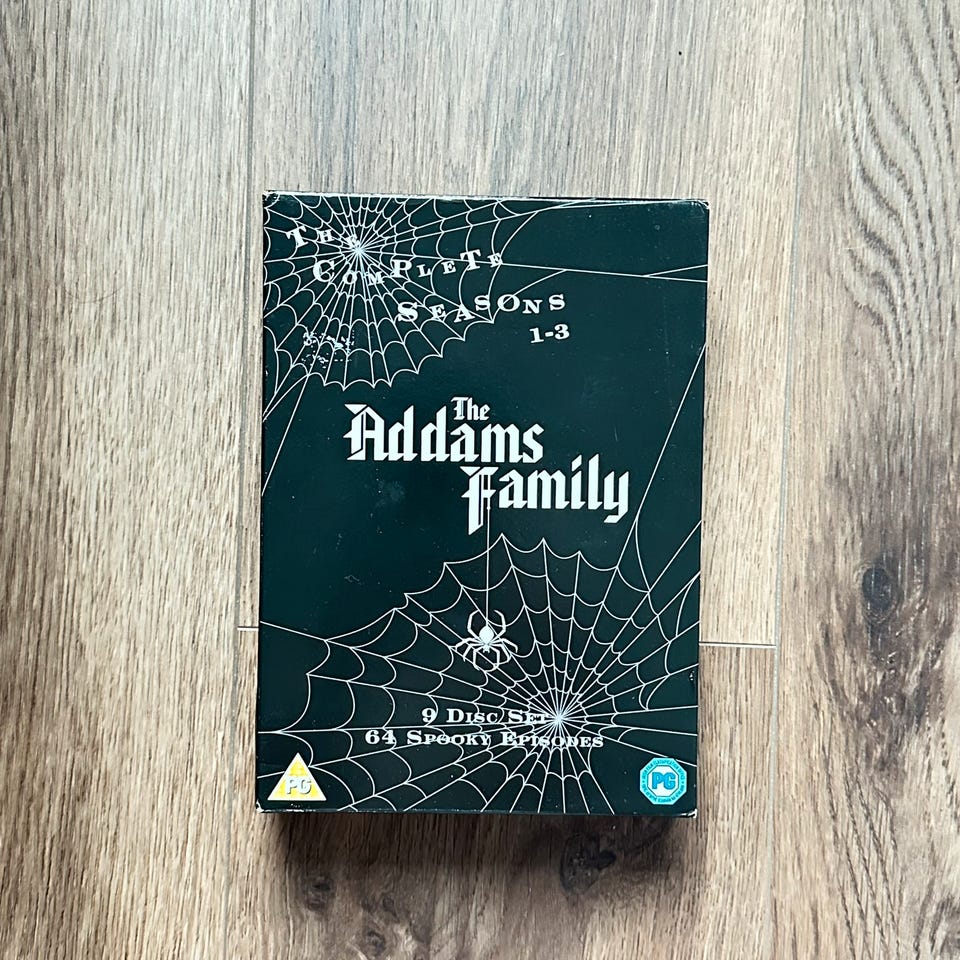 The
Complete
Seasons
1-3
The
Addams
Family
9 Disc Set
64 Spooky Episodes
PG
PG